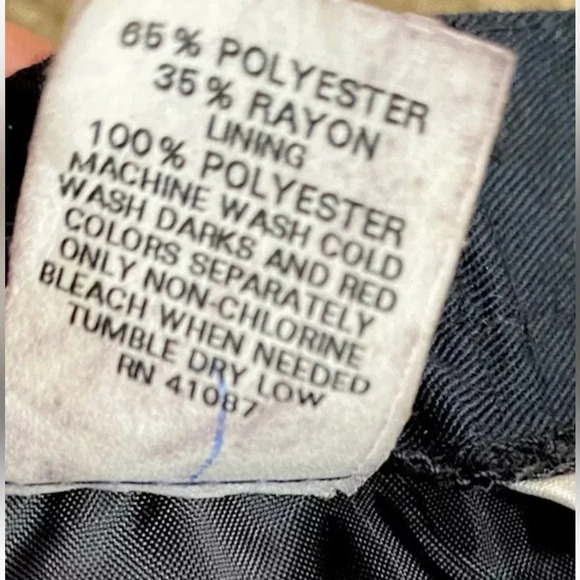 65% POLYESTER
35% RAYON
LINING
100% POLYESTER
MACHINE WASH COLD
WASH DARKS AND RED
COLORS SEPARATELY
ONLY NON-CHLORINE
BLEACH WHEN NEEDED
TUMBLE DRY LOW
RN 41087